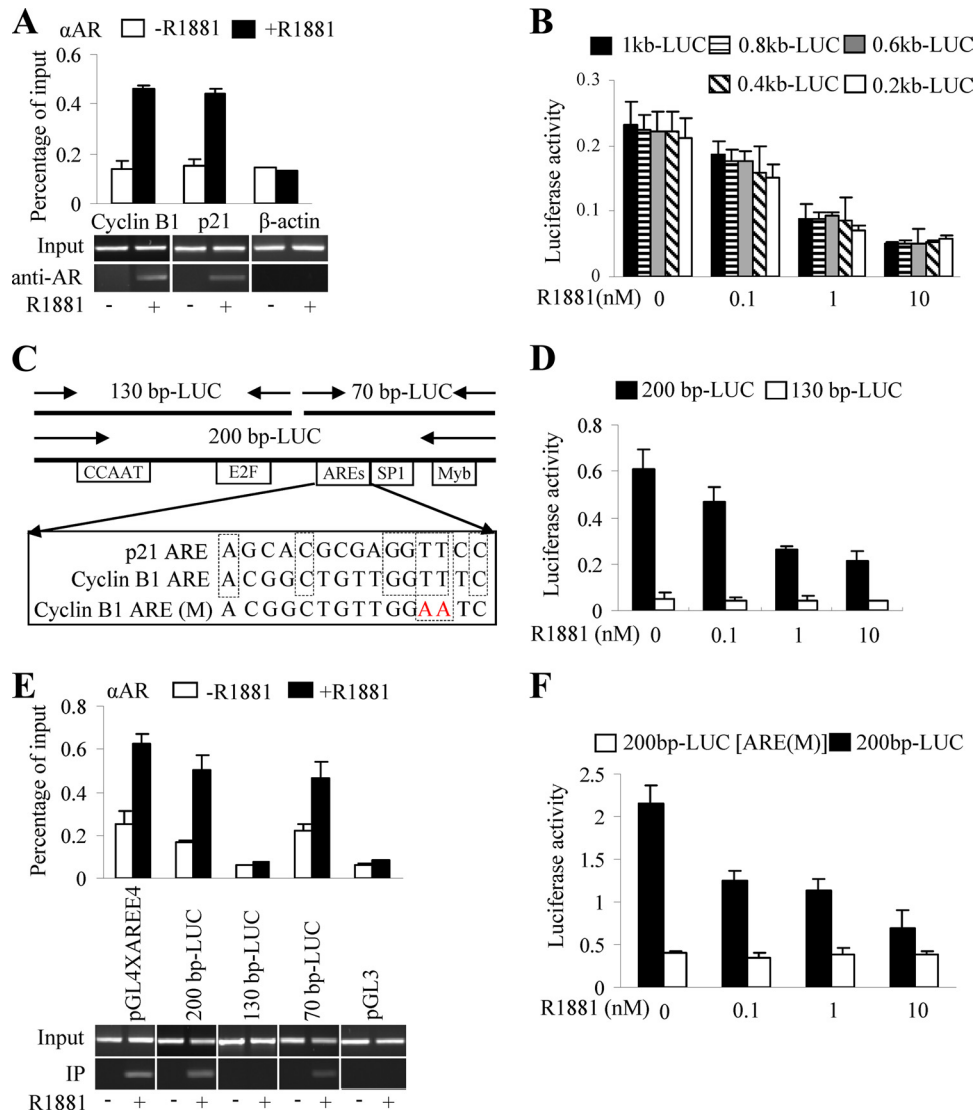 A
αAR -R1881 +R1881
Percentage of input
0.6
0.4
0.2
0
Cyclin B1 p21 β-actin
Input
anti-AR
R1881 - + - + - +
B
1kb-LUC 0.8kb-LUC 0.6kb-LUC
0.4kb-LUC 0.2kb-LUC
Luciferase activity
0.3
0.2
0.1
0
R1881(nM) 0 0.1 1 10
C
130 bp-LUC 70 bp-LUC
200 bp-LUC
CCAAT E2F AREs SP1 Myb
p21 ARE A G C A C G C G A G G T T C C
Cyclin B1 ARE A C G G C T G T T G G T T T C
Cyclin B1 ARE (M) A C G G C T G T T G G A A T C
D
200 bp-LUC 130 bp-LUC
Luciferase activity
0.8
0.6
0.4
0.2
0
R1881 (nM) 0 0.1 1 10
E
αAR -R1881 +R1881
Percentage of input
0.8
0.6
0.4
0.2
0
pGL4XAREE4 200 bp-LUC 130 bp-LUC 70 bp-LUC pGL3
Input
IP
R1881 - + - + - + - + - +
F
200bp-LUC [ARE(M)] 200bp-LUC
Luciferase activity
2.5
2
1.5
1
0.5
0
R1881 (nM) 0 0.1 1 10